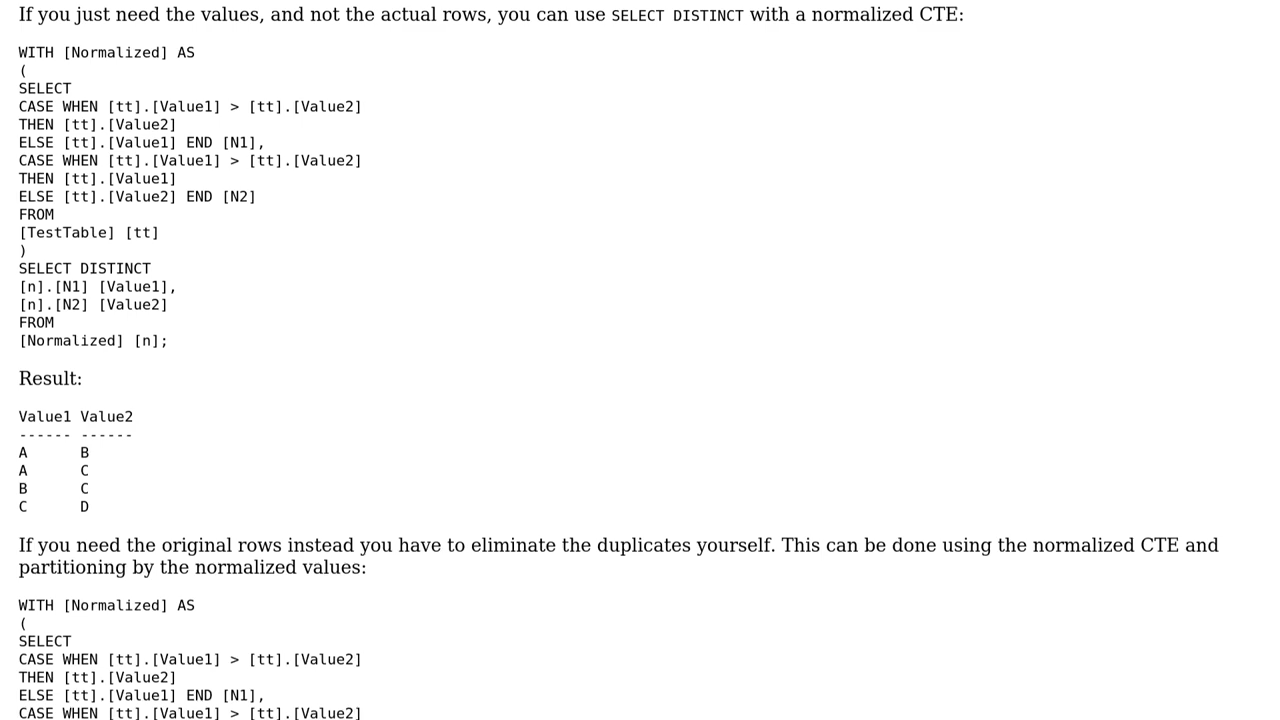 If you just need the values, and not the actual rows, you can use SELECT DISTINCT with a normalized CTE:
WITH [Normalized] AS
(
SELECT
CASE WHEN [tt].[Value1] > [tt].[Value2]
THEN [tt].[Value2]
ELSE [tt].[Value1] END [N1],
CASE WHEN [tt].[Value1] > [tt].[Value2]
THEN [tt].[Value1]
ELSE [tt].[Value2] END [N2]
FROM
[TestTable] [tt]
)
SELECT DISTINCT
[n].[N1] [Value1],
[n].[N2] [Value2]
FROM
[Normalized] [n];
Result:
Value1 Value2
------ ------
A      B
A      C
B      C
C      D
If you need the original rows instead you have to eliminate the duplicates yourself. This can be done using the normalized CTE and
partitioning by the normalized values:
WITH [Normalized] AS
(
SELECT
CASE WHEN [tt].[Value1] > [tt].[Value2]
THEN [tt].[Value2]
ELSE [tt].[Value1] END [N1],
CASE WHEN [tt].[Value1] > [tt].[Value2]